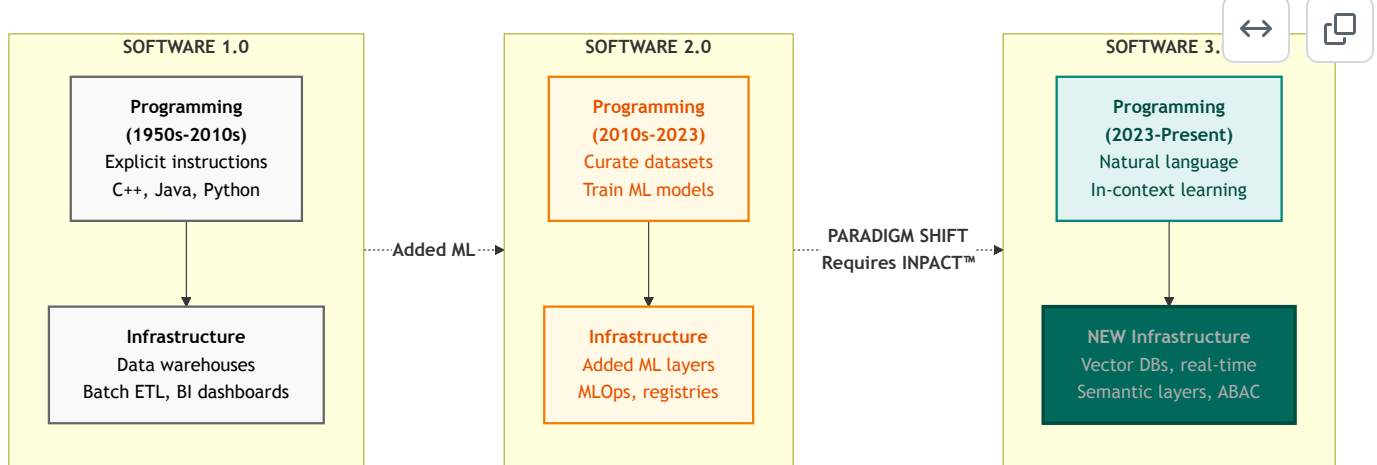 SOFTWARE 1.0
Programming
(1950s-2010s)
Explicit instructions
C++, Java, Python
Infrastructure
Data warehouses
Batch ETL, BI dashboards
Added ML
SOFTWARE 2.0
Programming
(2010s-2023)
Curate datasets
Train ML models
Infrastructure
Added ML layers
MLOps, registries
PARADIGM SHIFT
Requires INPACT™
SOFTWARE 3.
Programming
(2023-Present)
Natural language
In-context learning
NEW Infrastructure
Vector DBs, real-time
Semantic layers, ABAC